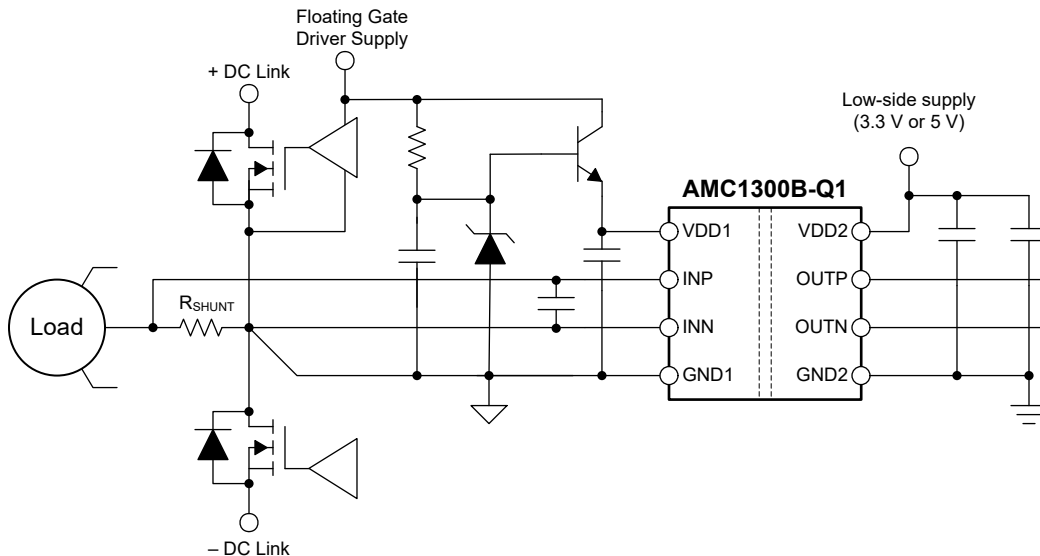 Floating Gate
Driver Supply
+ DC Link
Low-side supply
(3.3 V or 5 V)
AMC1300B-Q1
VDD1
VDD2
INP
OUTP
RSHUNT
Load
INN
OUTN
GND1
GND2
– DC Link